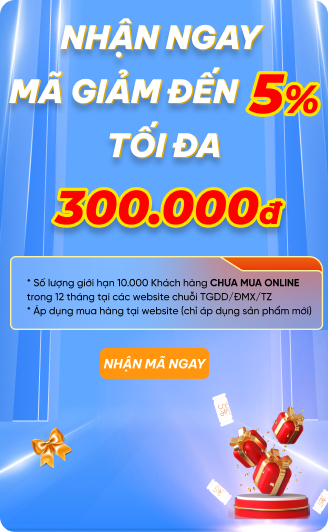 NHẬN NGAY
MÃ GIẢM ĐẾN 5%
TỐI ĐA
300.000đ
* Số lượng giới hạn 10.000 Khách hàng CHƯA MUA ONLINE
trong 12 tháng tại các website chuỗi TGDD/ĐMX/TZ
* Áp dụng mua hàng tại website (chỉ áp dụng sản phẩm mới)
NHẬN MÃ NGAY